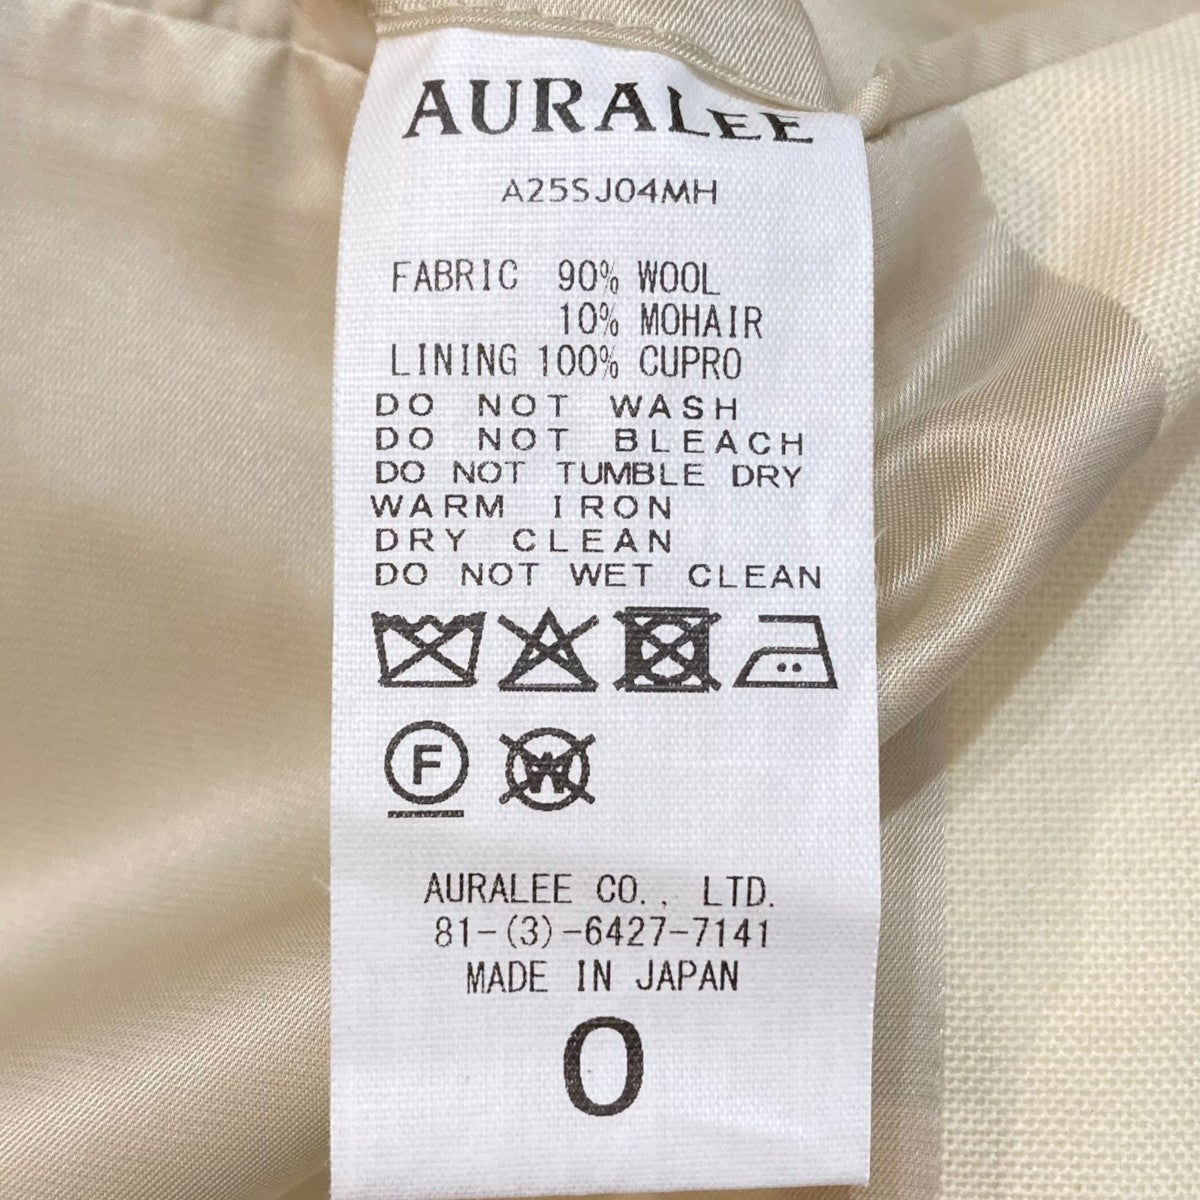 AURALEE
A25SJ04MH
FABRIC 90% WOOL
10% MOHAIR
LINING 100% CUPRO
DO NOT WASH
DO NOT BLEACH
DO NOT TUMBLE DRY
WARM IRON
DRY CLEAN
DO NOT WET CLEAN
F W
AURALEE CO., LTD.
81-(3)-6427-7141
MADE IN JAPAN
0